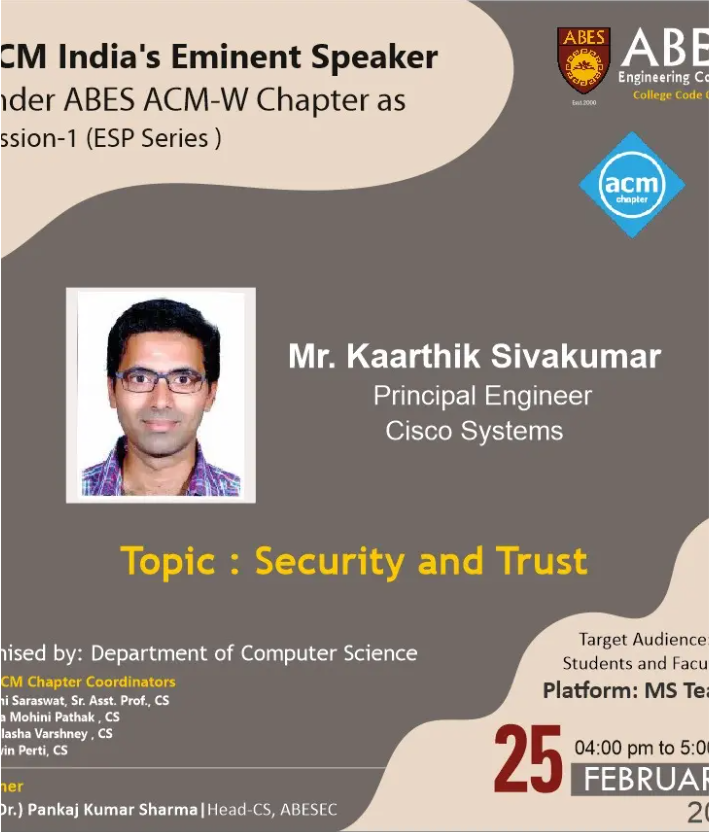 CM India's Eminent Speaker
nder ABES ACM-W Chapter as
ssion-1 (ESP Series )
ABES
Est.2000
ABE
Engineering Co
College Code
acm
chapter
Mr. Kaarthik Sivakumar
Principal Engineer
Cisco Systems
Topic : Security and Trust
nised by: Department of Computer Science
CM Chapter Coordinators
ni Saraswat, Sr. Asst. Prof., CS
a Mohini Pathak , CS
lasha Varshney , CS
vin Perti, CS
ner
Dr.) Pankaj Kumar Sharma|Head-CS, ABESEC
Target Audience:
Students and Facu
Platform: MS Tea
25
04:00 pm to 5:0
FEBRUAR
20